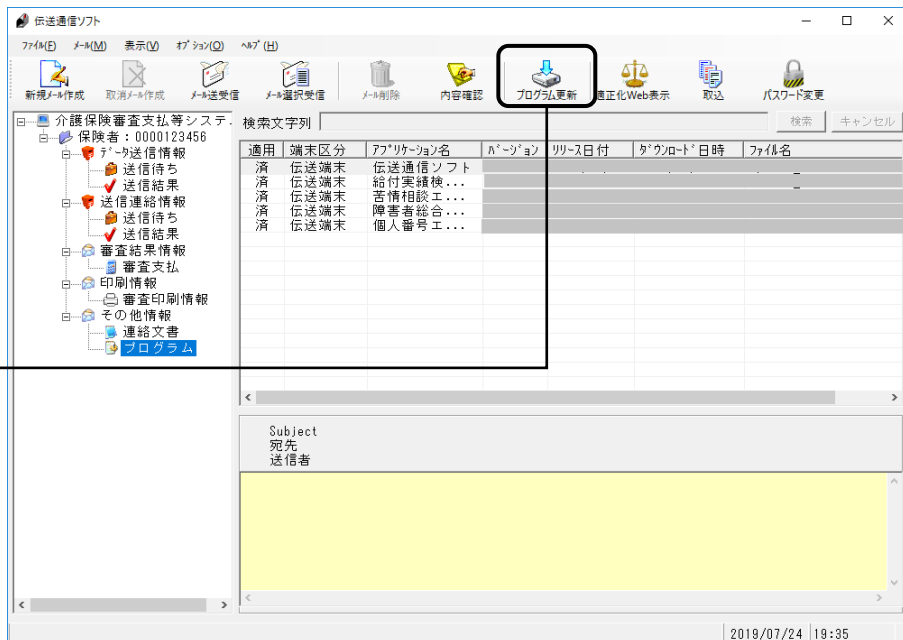 伝送通信ソフト
ﾌｧｲﾙ(F) ﾒｰﾙ(M) 表示(V) ｵﾌﾟｼｮﾝ(O) ﾍﾙﾌﾟ(H)
新規ﾒｰﾙ作成 取消ﾒｰﾙ作成 ﾒｰﾙ送受信 ﾒｰﾙ選択受信 ﾒｰﾙ削除 内容確認 ﾌﾟﾛｸﾞﾗﾑ更新 適正化Web表示 取込 ﾊﾟｽﾜｰﾄﾞ変更
介護保険審査支払等システ.
保険者：0000123456
ﾃﾞｰﾀ送信情報
送信待ち
送信結果
送信連絡情報
送信待ち
送信結果
審査結果情報
審査支払
印刷情報
審査印刷情報
その他情報
連絡文書
プログラム
検索文字列 検索 キャンセル
適用 端末区分 ｱﾌﾟﾘｹｰｼｮﾝ名 ﾊﾞｰｼﾞｮﾝ ﾘﾘｰｽ日付 ﾀﾞｳﾝﾛｰﾄﾞ日時 ﾌｧｲﾙ名
済 伝送端末 伝送通信ソフト
済 伝送端末 給付実績検...
済 伝送端末 苦情相談エ...
済 伝送端末 障害者総合...
済 伝送端末 個人番号エ...
Subject
宛先
送信者
2019/07/24 19:35